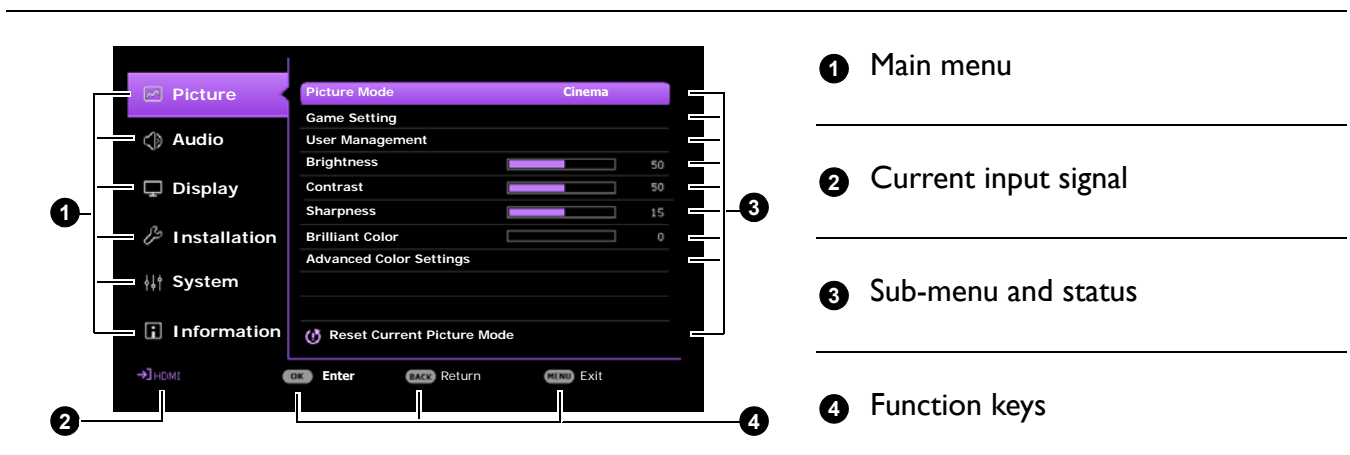 Picture
Audio
Display
Installation
System
Information
Picture Mode Cinema
Game Setting
User Management
Brightness 50
Contrast 50
Sharpness 15
Brilliant Color 0
Advanced Color Settings
Reset Current Picture Mode
HDMI
OK Enter BACK Return MENU Exit
1
2
3
4
1 Main menu
2 Current input signal
3 Sub-menu and status
4 Function keys